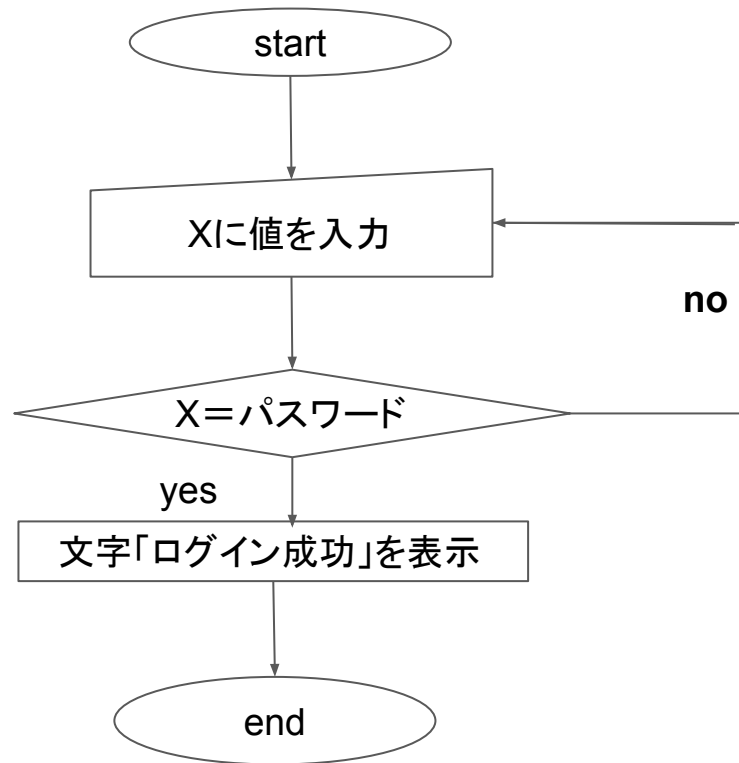 start
Xに値を入力
no
X＝パスワード
yes
文字「ログイン成功」を表示
end